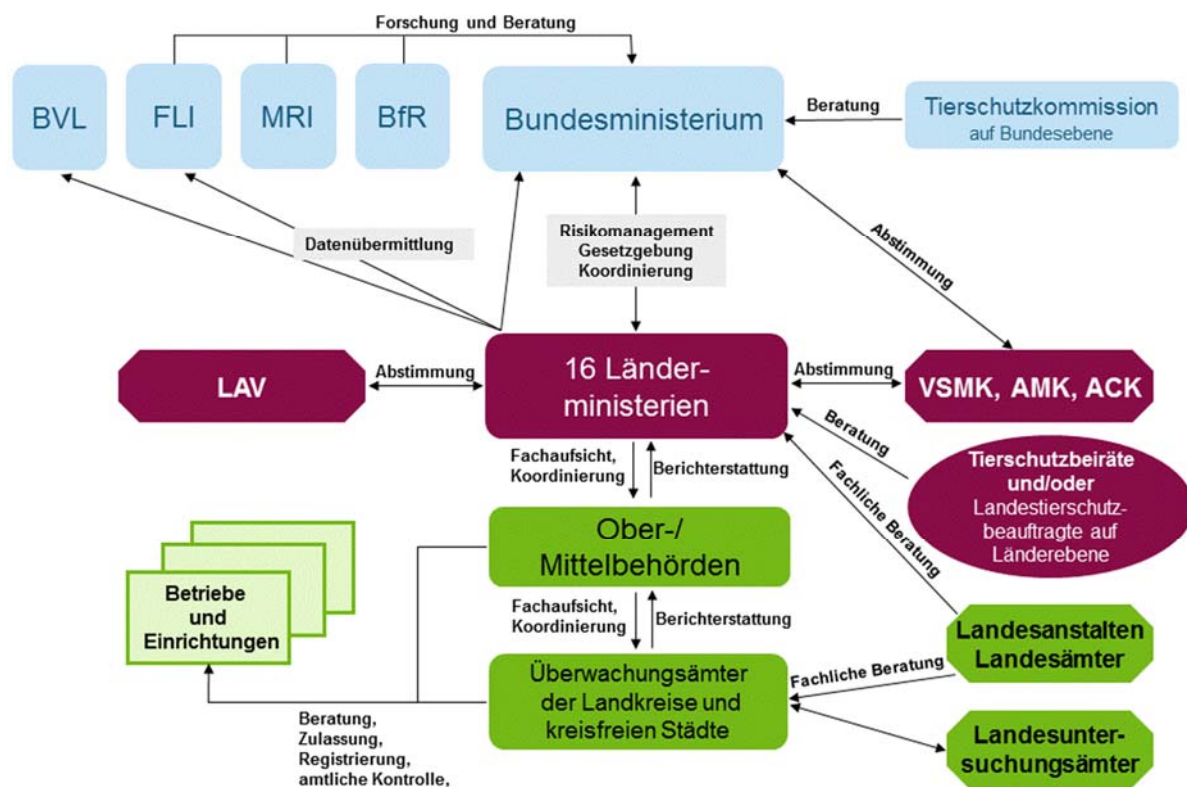 Forschung und Beratung
BVL
FLI
MRI
BfR
Bundesministerium
Beratung
Tierschutzkommission
auf Bundesebene
Datenübermittlung
Risikomanagement
Gesetzgebung
Koordinierung
Abstimmung
LAV
Abstimmung
16 Länder-
ministerien
Abstimmung
VSMK, AMK, ACK
Beratung
Fachliche Beratung
Tierschutzbeiräte
und/oder
Landestierschutz-
beauftragte auf
Länderebene
Fachaufsicht,
Koordinierung
Berichterstattung
Ober-/
Mittelbehörden
Betriebe
und
Einrichtungen
Fachaufsicht,
Koordinierung
Berichterstattung
Landesanstalten
Landesämter
Fachliche Beratung
Überwachungsämter
der Landkreise und
kreisfreien Städte
Landesunter-
suchungsämter
Beratung,
Zulassung,
Registrierung,
amtliche Kontrolle,